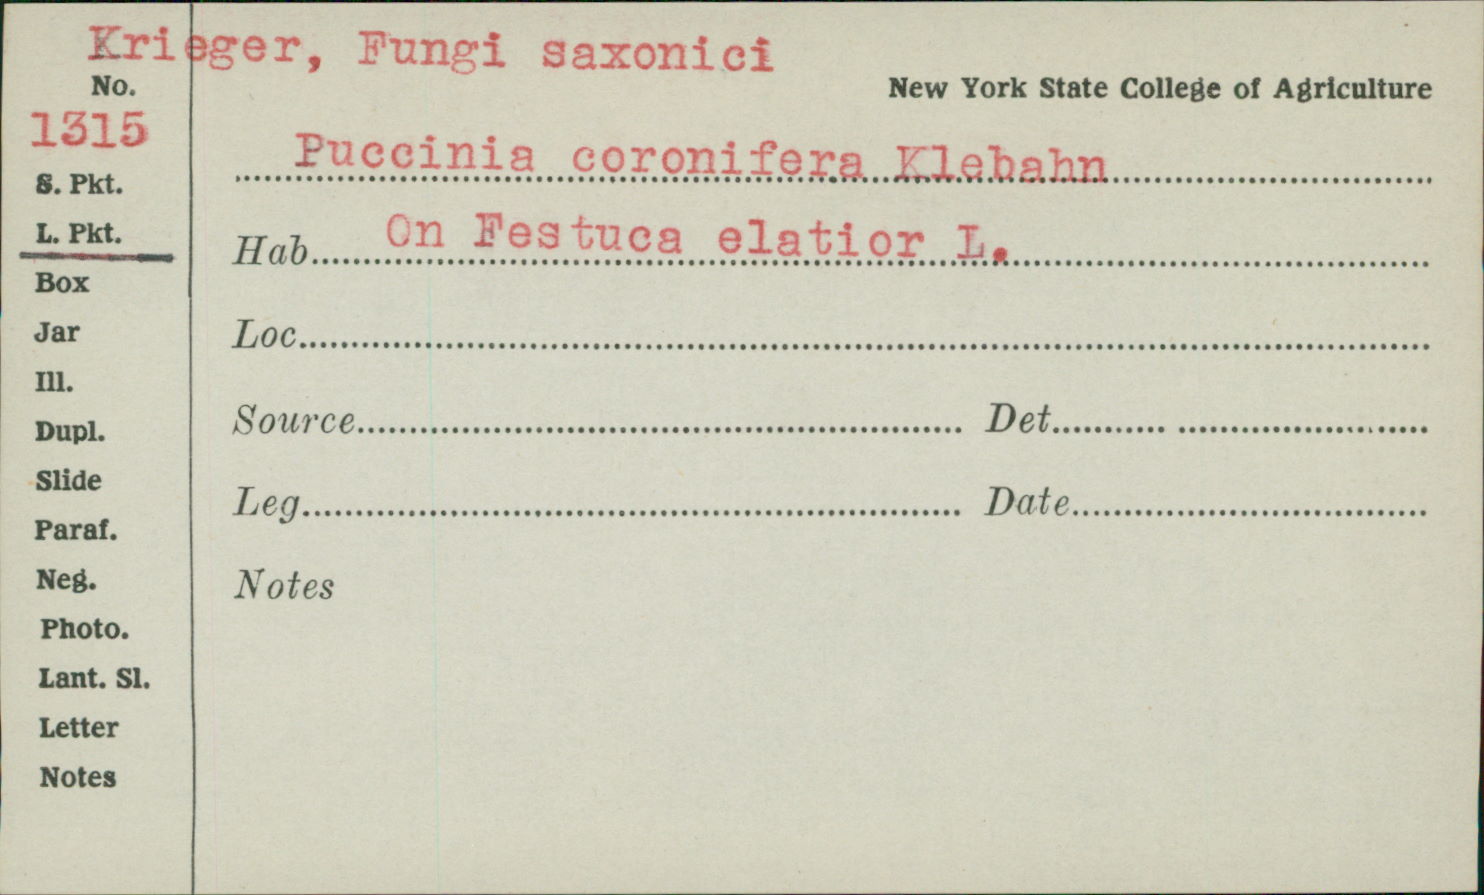 Krieger, Fungi saxonici
No.
New York State College of Agriculture
1315
Puccinia coronifera Klebahn
S. Pkt.
L. Pkt.
Hab. On Festuca elatior L.
Box
Jar
Loc.
Ill.
Dupl.
Source Det.
Slide
Leg. Date
Paraf.
Neg.
Notes
Photo.
Lant. Sl.
Letter
Notes